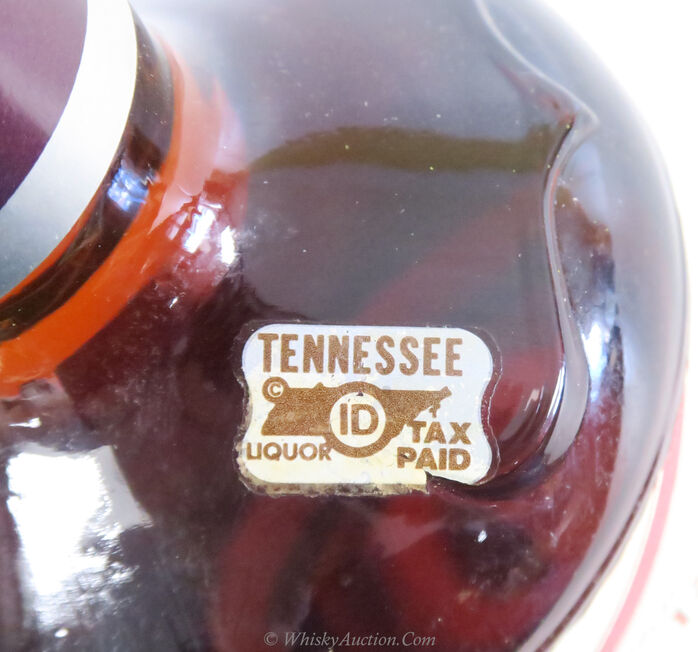 TENNESSEE
©
ID
LIQUOR
TAX
PAID
© WhiskyAuction.Com